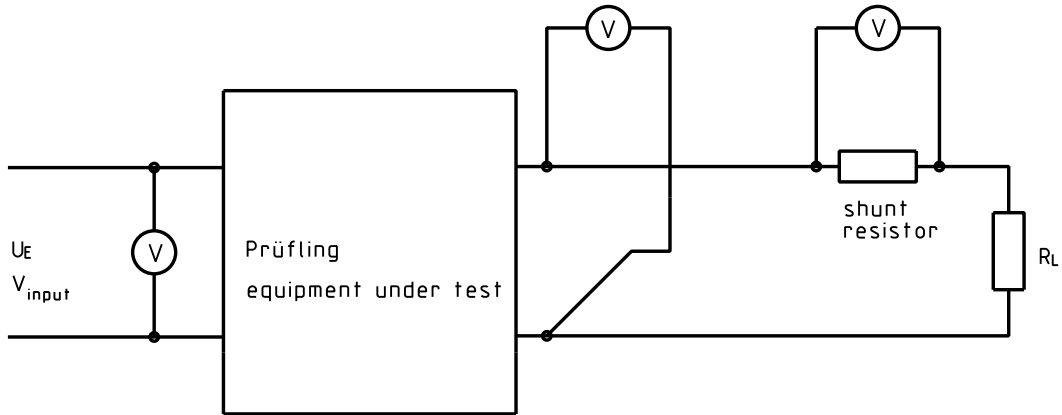 V
V
UE
Vinput
V
Prüfling
equipment under test
shunt
resistor
RL